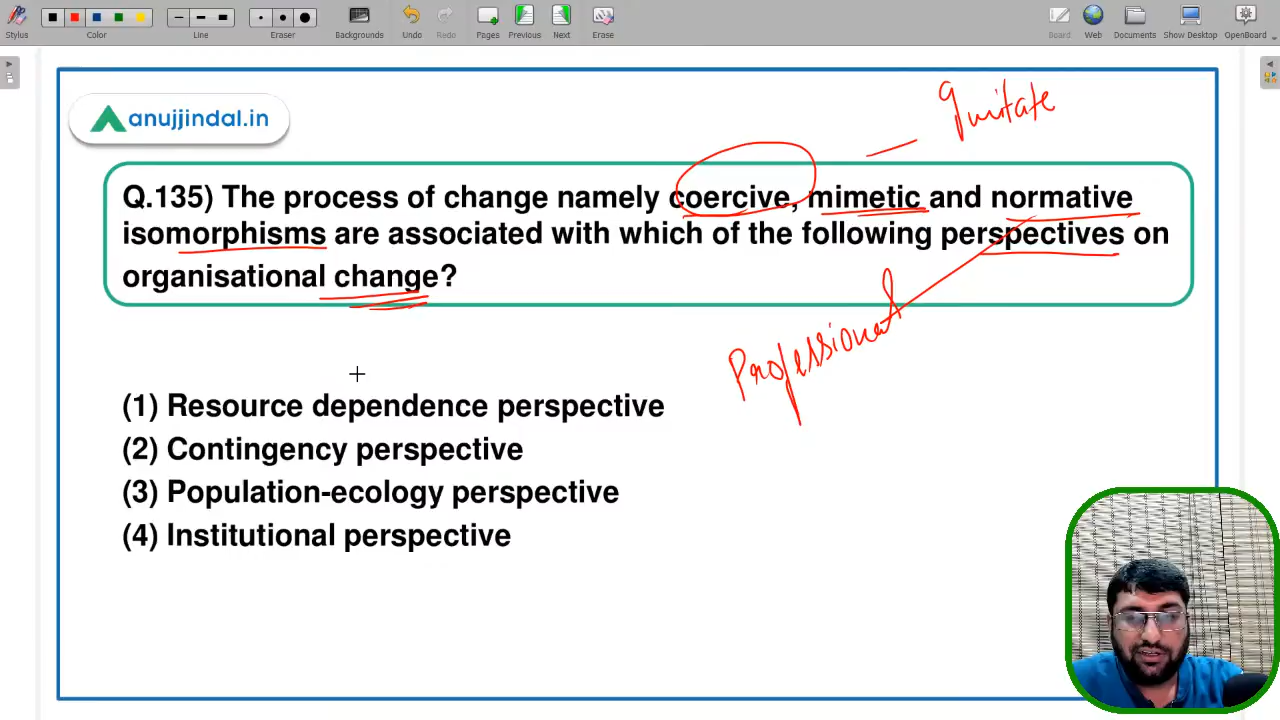 Stylus
Color
Line
Eraser
Backgrounds
Undo
Redo
Pages
Previous
Next
Erase
Board
Web
Documents
Show Desktop
OpenBoard
anujjindal.in
Imitate
Q.135) The process of change namely coercive, mimetic and normative
isomorphisms are associated with which of the following perspectives on
organisational change?
Professional
(1) Resource dependence perspective
(2) Contingency perspective
(3) Population-ecology perspective
(4) Institutional perspective